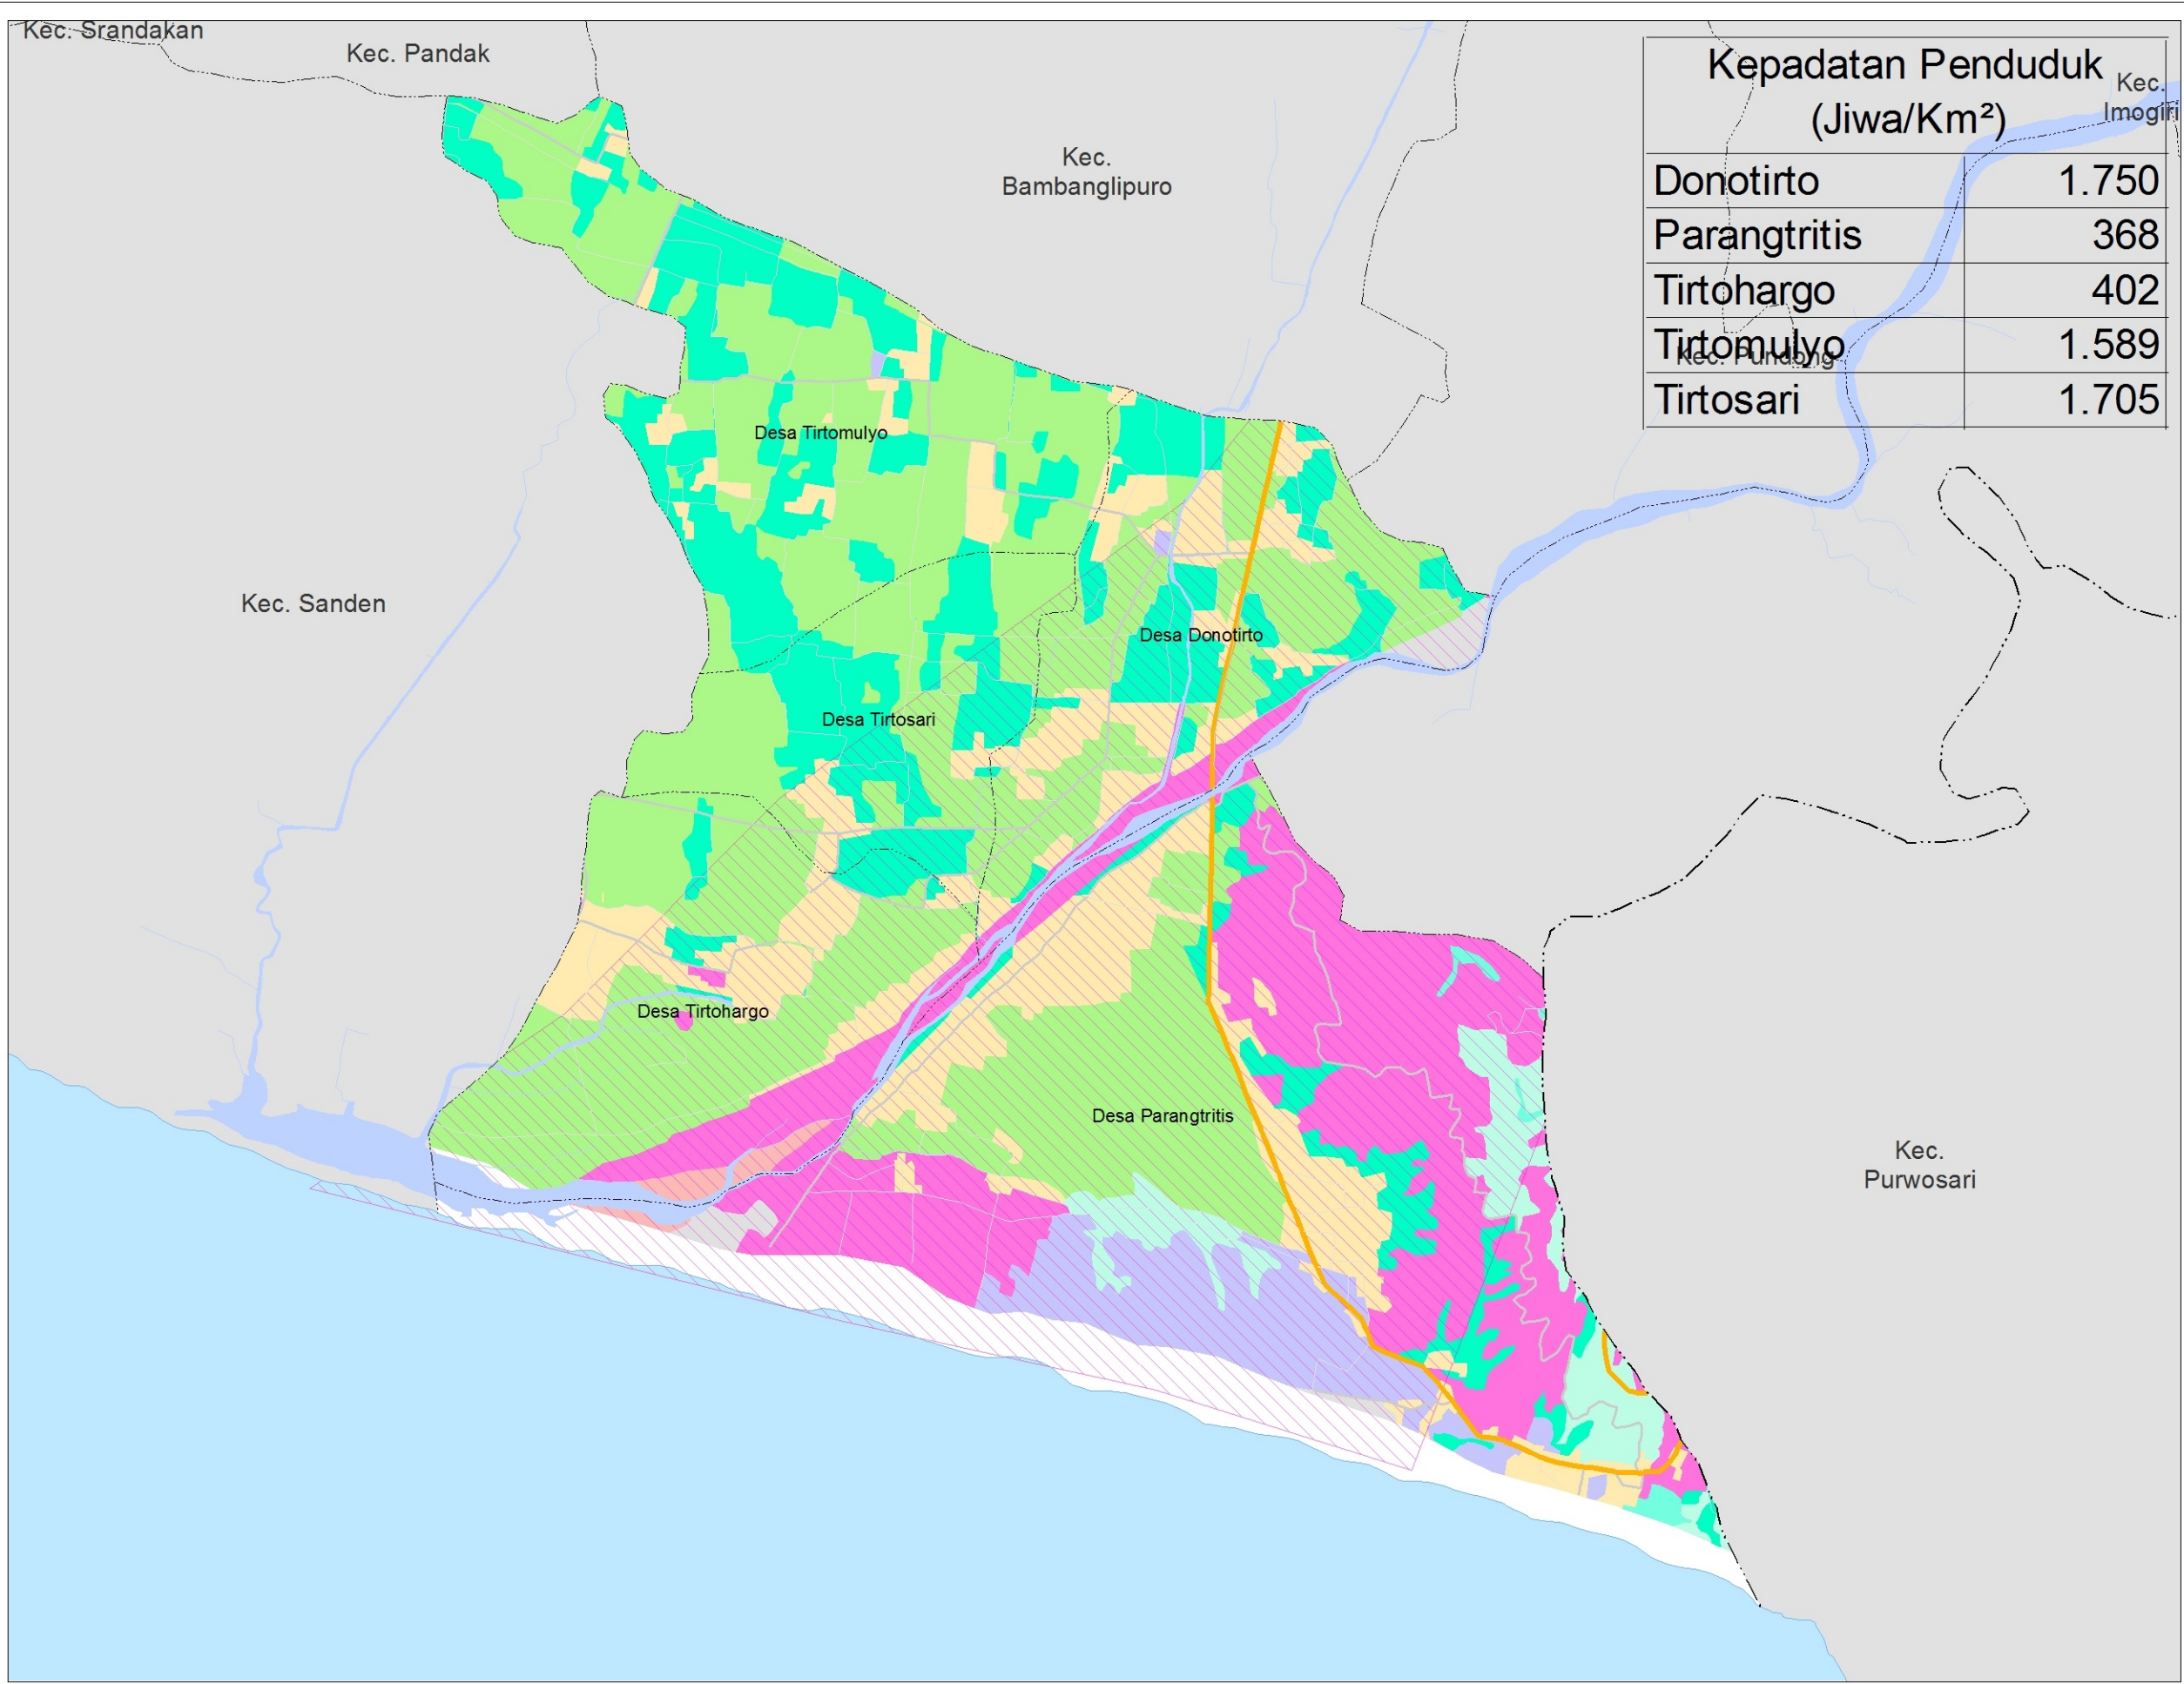 Kec. Srandakan
Kec. Pandak
Kepadatan Penduduk
(Jiwa/Km²)
Kec.
Imogiri
Kec.
Bambanglipuro
Donotirto 1.750
Parangtritis 368
Tirtohargo 402
Tirtomulyo 1.589
Kec. Pundong
Tirtosari 1.705
Desa Tirtomulyo
Kec. Sanden
Desa Donotirto
Desa Tirtosari
Desa Tirtohargo
Desa Parangtritis
Kec.
Purwosari